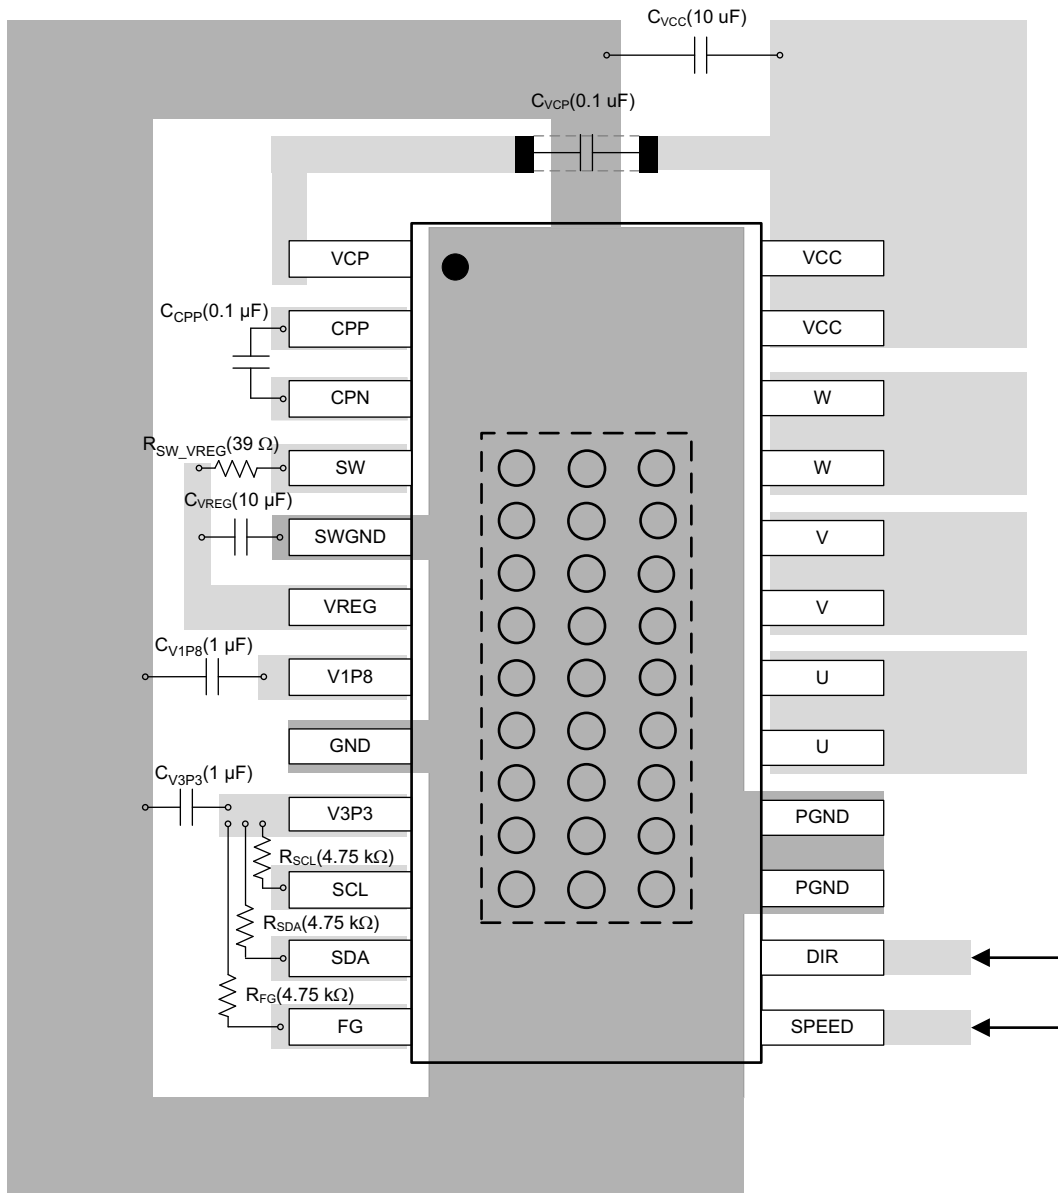 CVCC(10 uF)
CVCP(0.1 uF)
VCP
VCC
CCPP(0.1 µF)
CPP
VCC
CPN
W
RSW_VREG(39 Ω)
SW
W
CVREG(10 µF)
SWGND
V
VREG
V
CV1P8(1 µF)
V1P8
U
GND
U
CV3P3(1 µF)
V3P3
PGND
RSCL(4.75 kΩ)
SCL
PGND
RSDA(4.75 kΩ)
SDA
DIR
RFG(4.75 kΩ)
FG
SPEED